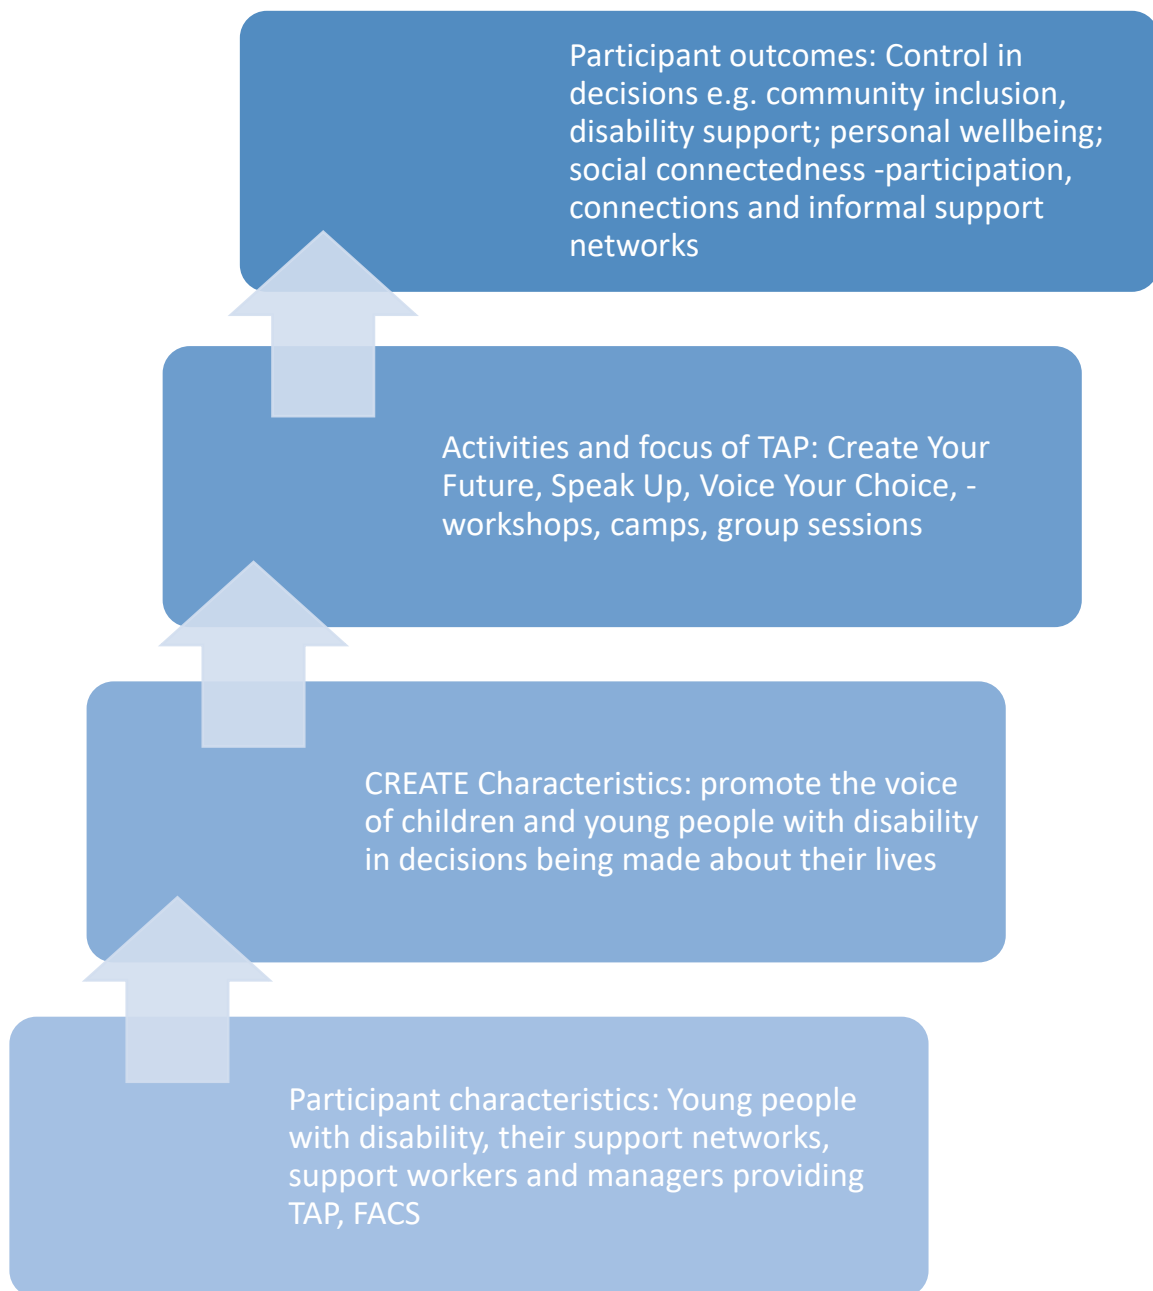 Participant outcomes: Control in
decisions e.g. community inclusion,
disability support; personal wellbeing;
social connectedness -participation,
connections and informal support
networks
Activities and focus of TAP: Create Your
Future, Speak Up, Voice Your Choice, -
workshops, camps, group sessions
CREATE Characteristics: promote the voice
of children and young people with disability
in decisions being made about their lives
Participant characteristics: Young people
with disability, their support networks,
support workers and managers providing
TAP, FACS